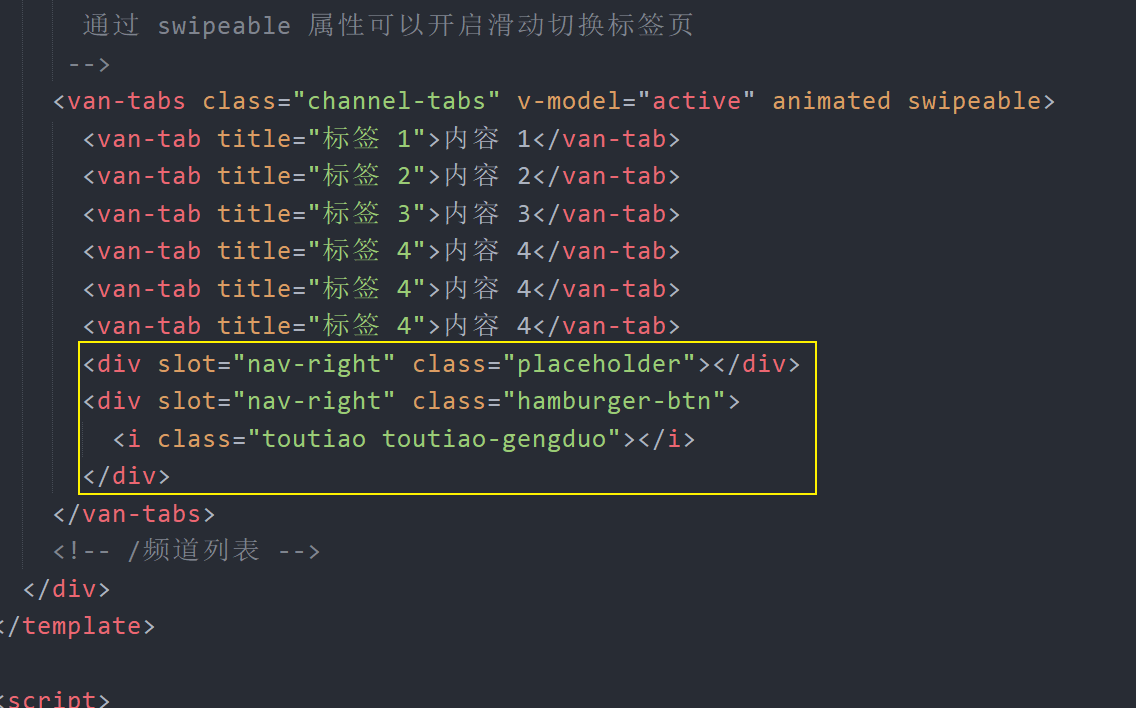 通过 swipeable 属性可以开启滑动切换标签页
-->
<van-tabs class="channel-tabs" v-model="active" animated swipeable>
<van-tab title="标签 1">内容 1</van-tab>
<van-tab title="标签 2">内容 2</van-tab>
<van-tab title="标签 3">内容 3</van-tab>
<van-tab title="标签 4">内容 4</van-tab>
<van-tab title="标签 4">内容 4</van-tab>
<van-tab title="标签 4">内容 4</van-tab>
<div slot="nav-right" class="placeholder"></div>
<div slot="nav-right" class="hamburger-btn">
<i class="toutiao toutiao-gengduo"></i>
</div>
</van-tabs>
<!-- /频道列表 -->
</div>
</template>
<script>